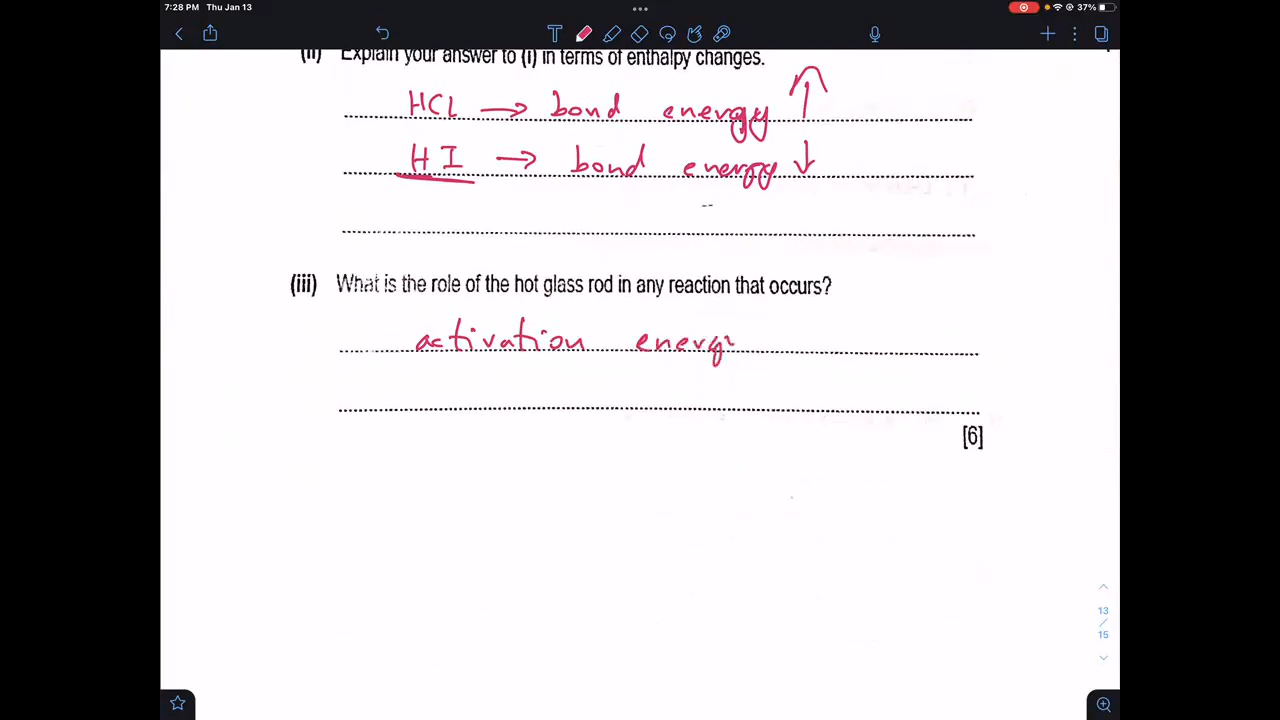 7:28 PM Thu Jan 13
37%
(ii) Explain your answer to (i) in terms of enthalpy changes.
HCl → bond energy ↑
HI → bond energy ↓
(iii) What is the role of the hot glass rod in any reaction that occurs?
activation energy
[6]
13
/
15